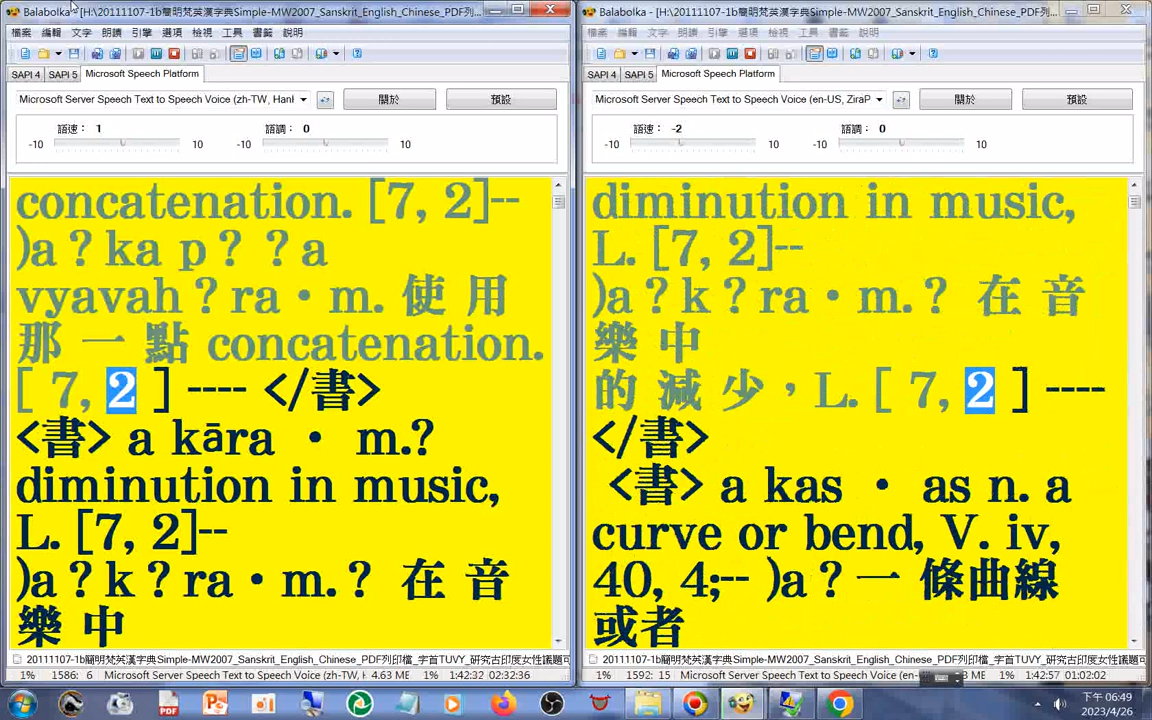 Balabolka - [H:\20111107-1b簡明梵英漢字典Simple-MW2007_Sanskrit_English_Chinese_PDF列...
檔案 編輯 文字 朗讀 引擎 選項 檢視 工具 書籤 說明
SAPI 4 SAPI 5 Microsoft Speech Platform
Microsoft Server Speech Text to Speech Voice (zh-TW, Hanl
關於 預設
語速： 1 語調： 0
-10 10 -10 10
concatenation. [7, 2]--
)a？ka p？ ？a
vyavah？ra・m. 使 用
那 一 點 concatenation.
[ 7, 2 ] ---- </書>
<書> a kāra ・ m.?
diminution in music,
L. [7, 2]--
)a？k？ra・m.？ 在 音
樂 中
20111107-1b簡明梵英漢字典Simple-MW2007_Sanskrit_English_Chinese_PDF列印檔_字首TUVY_研究古印度女性議題可
1% 1586: 6 Microsoft Server Speech Text to Speech Voice (zh-TW, H 4.63 ME 1% 1:42:32 02:32:36
Balabolka - [H:\20111107-1b簡明梵英漢字典Simple-MW2007_Sanskrit_English_Chinese_PDF列印...
檔案 編輯 文字 朗讀 引擎 選項 檢視 工具 書籤 說明
SAPI 4 SAPI 5 Microsoft Speech Platform
Microsoft Server Speech Text to Speech Voice (en-US, ZiraP
關於 預設
語速： -2 語調： 0
-10 10 -10 10
diminution in music,
L. [7, 2]--
)a？k？ra・m.？ 在 音
樂 中
的 減 少，L. [ 7, 2 ] ----
</書>
<書> a kas ・ as n. a
curve or bend, V. iv,
40, 4;-- )a？一 條曲線
或者
20111107-1b簡明梵英漢字典Simple-MW2007_Sanskrit_English_Chinese_PDF列印檔_字首TUVY_研究古印度女性議題可
1% 1592: 15 Microsoft Server Speech Text to Speech Voice 1% 1:42:57 01:02:02
下午 06:49
2023/4/26